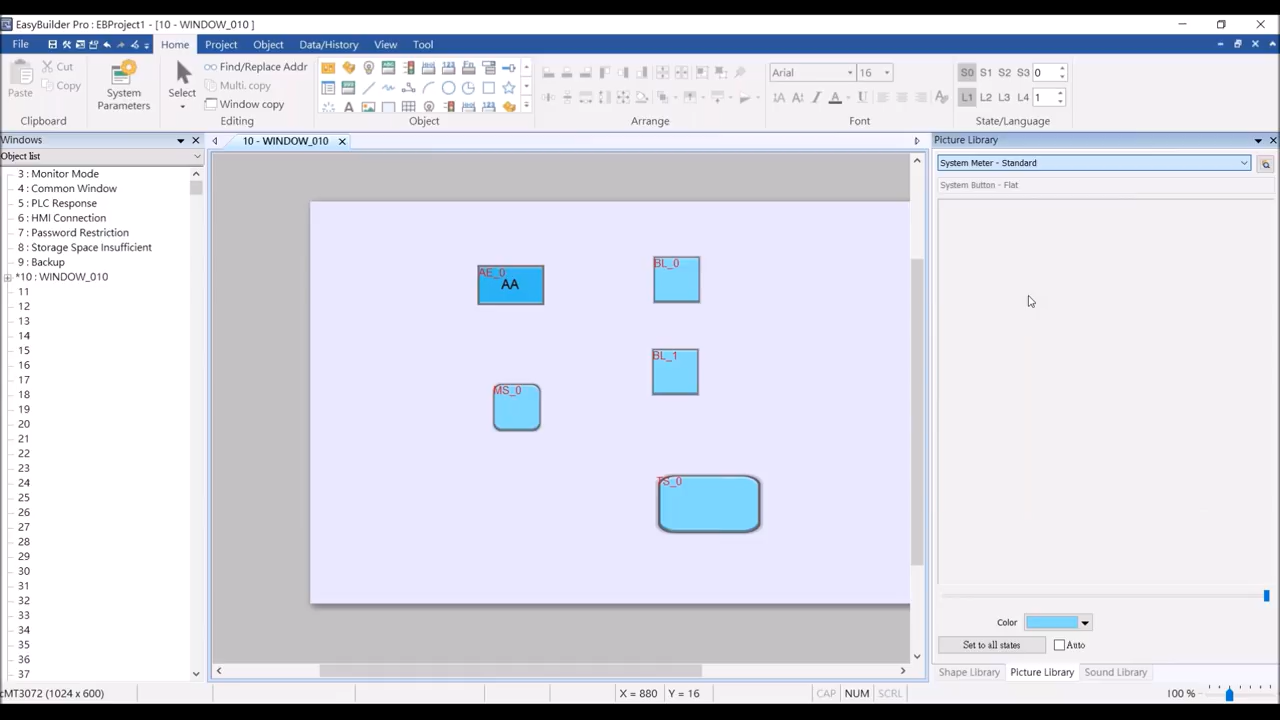 EasyBuilder Pro : EBProject1 - [10 - WINDOW_010 ]
File Home Project Object Data/History View Tool
Paste
Cut
Copy
Clipboard
System Parameters
Select
Find/Replace Addr
Multi. copy
Window copy
Editing
Object
Arrange
Arial 16
Font
S0 S1 S2 S3 0
L1 L2 L3 L4 1
State/Language
Windows
Object list
3 : Monitor Mode
4 : Common Window
5 : PLC Response
6 : HMI Connection
7 : Password Restriction
8 : Storage Space Insufficient
9 : Backup
*10 : WINDOW_010
11
12
13
14
15
16
17
18
19
20
21
22
23
24
25
26
27
28
29
30
31
32
33
34
35
36
37
10 - WINDOW_010
AE_0
AA
BL_0
BL_1
MS_0
TS_0
Picture Library
System Meter - Standard
System Button - Flat
Color
Set to all states
Auto
Shape Library Picture Library Sound Library
cMT3072 (1024 x 600)
X = 880 Y = 16
CAP NUM SCRL
100 %